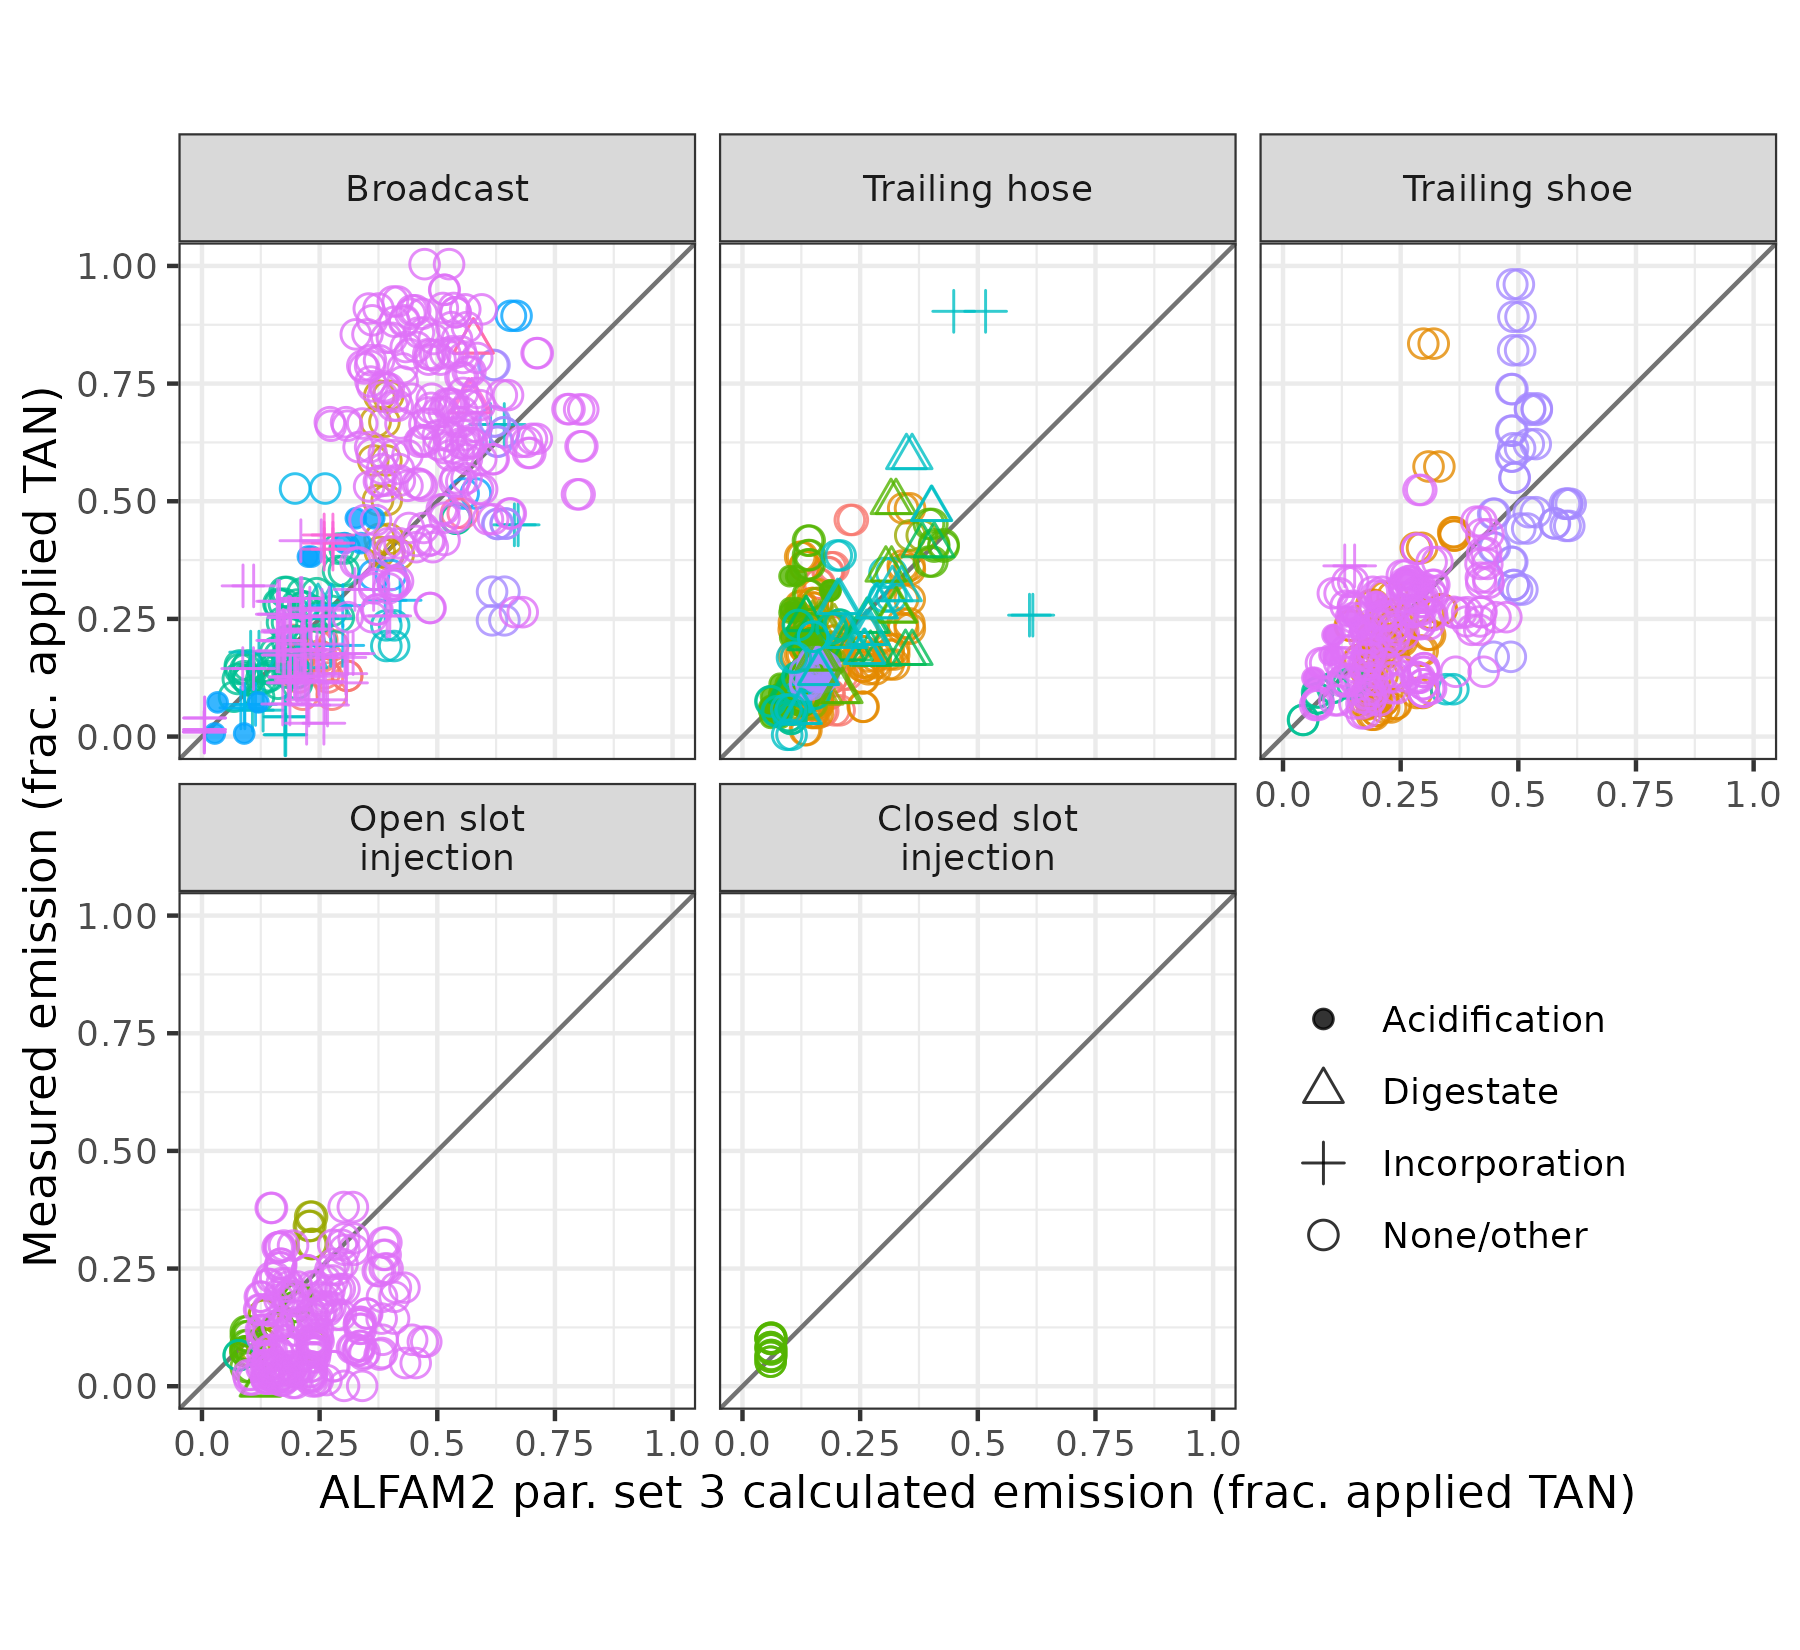 Broadcast
Trailing hose
Trailing shoe
1.00
0.75
0.50
0.25
0.00
0.0 0.25 0.5 0.75 1.0
Open slot
injection
Closed slot
injection
1.00
0.75
0.50
0.25
0.00
0.0 0.25 0.5 0.75 1.0
0.0 0.25 0.5 0.75 1.0
Measured emission (frac. applied TAN)
ALFAM2 par. set 3 calculated emission (frac. applied TAN)
Acidification
Digestate
Incorporation
None/other